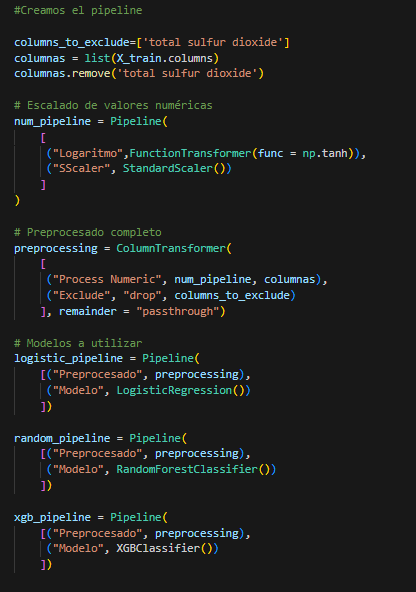 #Creamos el pipeline
columns_to_exclude=['total sulfur dioxide']
columnas = list(X_train.columns)
columnas.remove('total sulfur dioxide')
# Escalado de valores numéricas
num_pipeline = Pipeline(
[
("Logaritmo",FunctionTransformer(func = np.tanh)),
("SScaler", StandardScaler())
]
)
# Preprocesado completo
preprocessing = ColumnTransformer(
[
("Process Numeric", num_pipeline, columnas),
("Exclude", "drop", columns_to_exclude)
], remainder = "passthrough")
# Modelos a utilizar
logistic_pipeline = Pipeline(
[("Preprocesado", preprocessing),
("Modelo", LogisticRegression())
])
random_pipeline = Pipeline(
[("Preprocesado", preprocessing),
("Modelo", RandomForestClassifier())
])
xgb_pipeline = Pipeline(
[("Preprocesado", preprocessing),
("Modelo", XGBClassifier())
])